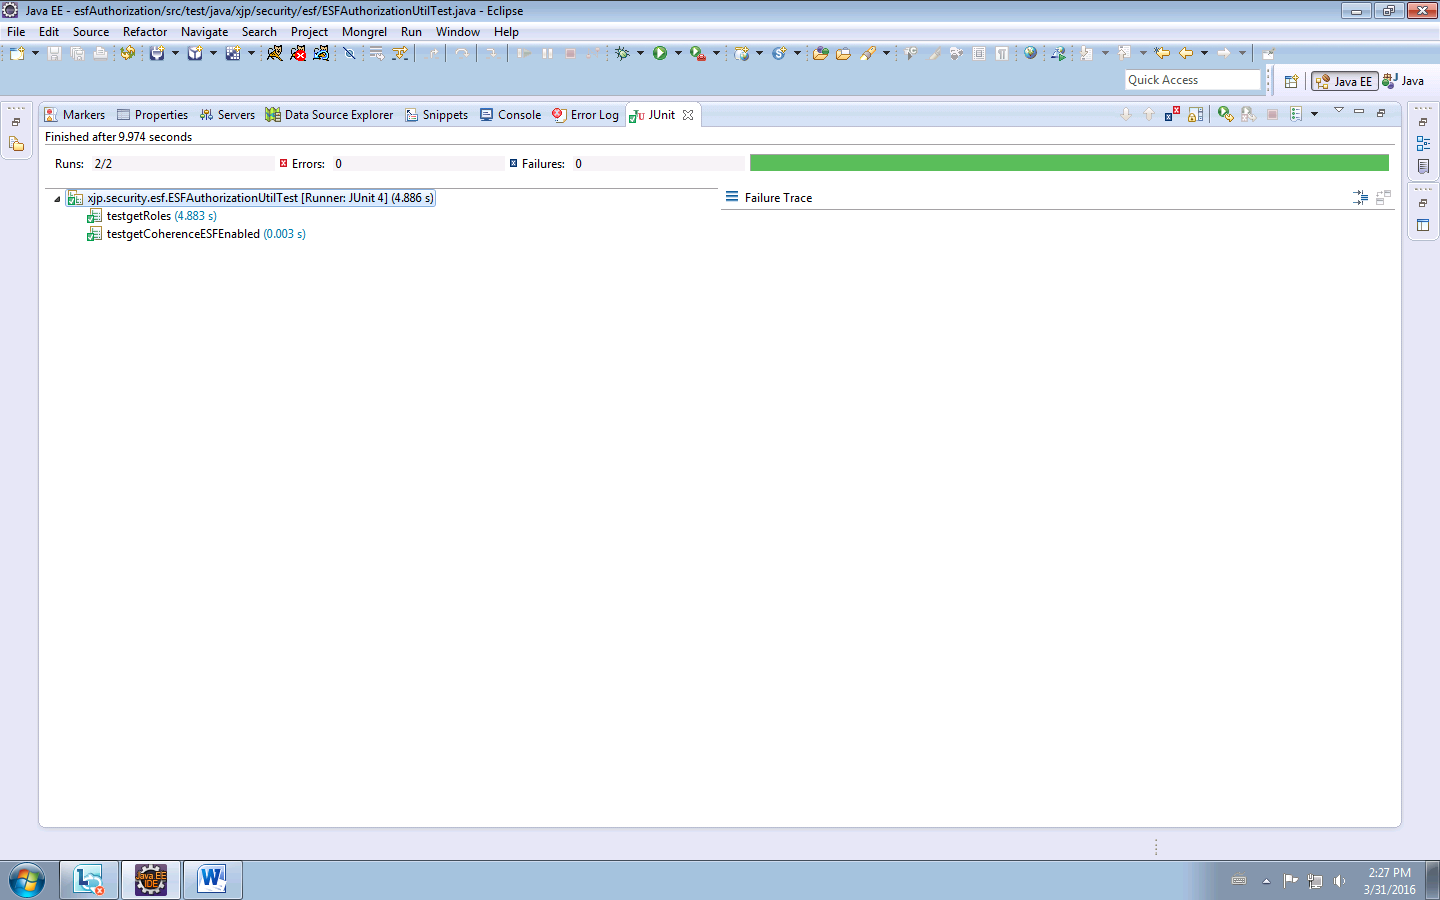 Java EE - esfAuthorization/src/test/java/xjp/security/esf/ESFAuthorizationUtilTest.java - Eclipse
File Edit Source Refactor Navigate Search Project Mongrel Run Window Help
Quick Access
Java EE
Java
Markers Properties Servers Data Source Explorer Snippets Console Error Log JUnit
Finished after 9.974 seconds
Runs: 2/2 Errors: 0 Failures: 0
xjp.security.esf.ESFAuthorizationUtilTest [Runner: JUnit 4] (4.886 s)
Failure Trace
testgetRoles (4.883 s)
testgetCoherenceESFEnabled (0.003 s)
Java EE
IDE
W
2:27 PM
3/31/2016